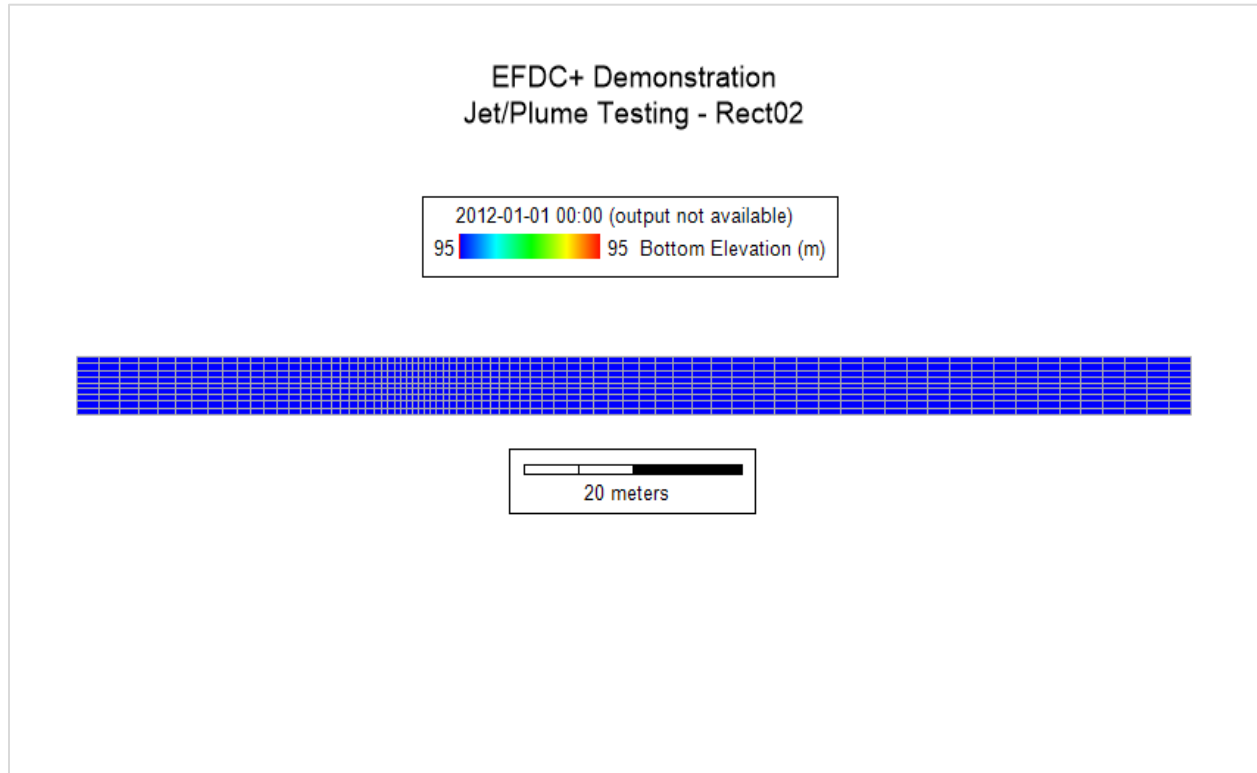 EFDC+ Demonstration
Jet/Plume Testing - Rect02
2012-01-01 00:00 (output not available)
95 95 Bottom Elevation (m)
20 meters